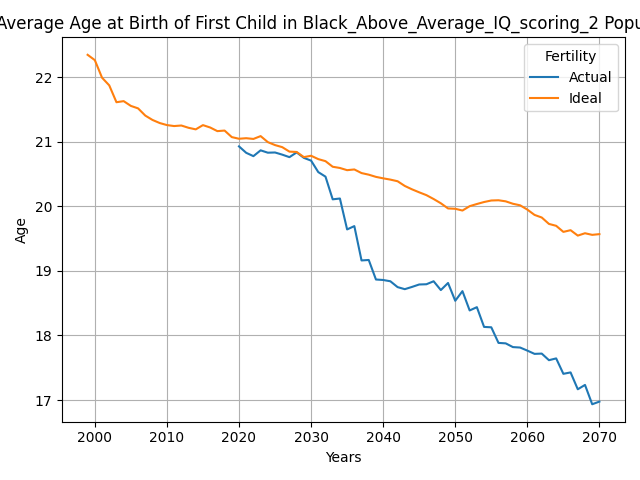 Average Age at Birth of First Child in Black_Above_Average_IQ_scoring_2 Popu
Fertility
Actual
Ideal
22
21
20
19
18
17
Age
2000 2010 2020 2030 2040 2050 2060 2070
Years